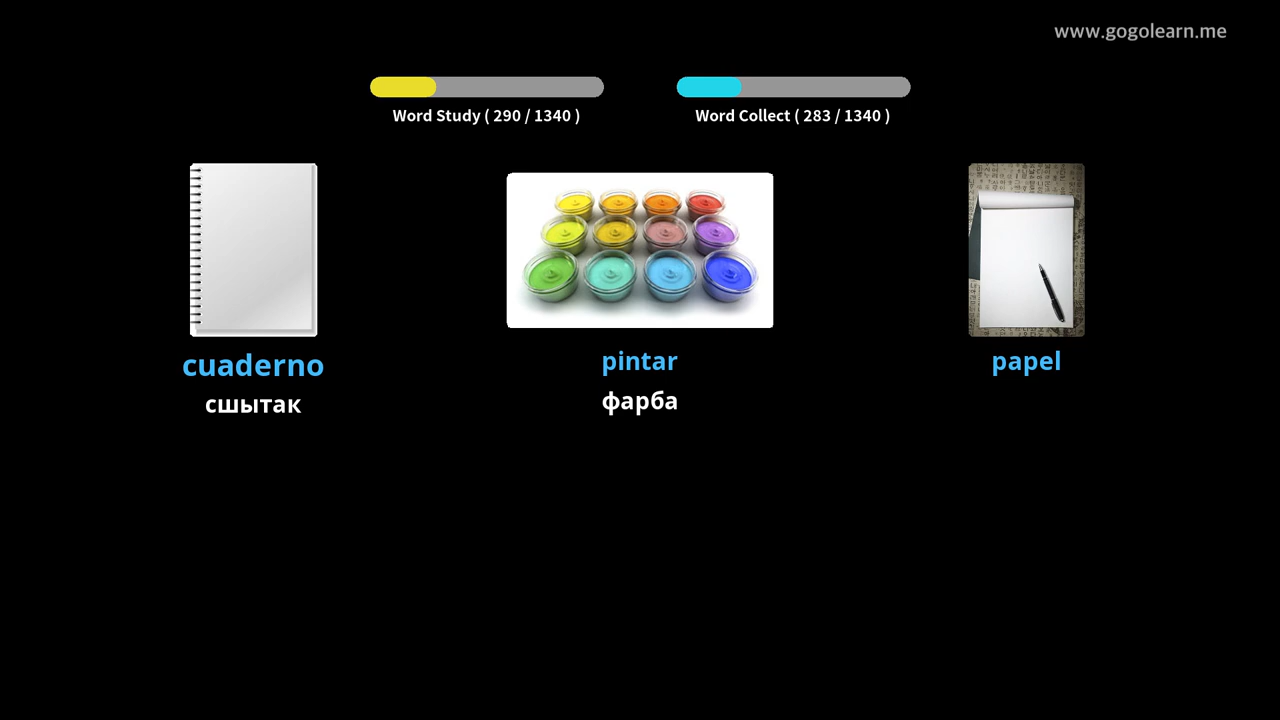 www.gogolearn.me
Word Study ( 290 / 1340 )
Word Collect ( 283 / 1340 )
cuaderno
сшытак
pintar
фарба
papel